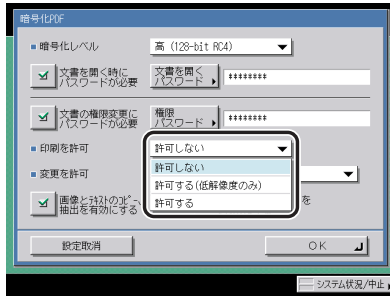 暗号化PDF
暗号化レベル
高 (128-bit RC4)
文書を開く時に
パスワードが必要
文書を開く
パスワード
********
文書の権限変更に
パスワードが必要
権限
パスワード
********
印刷を許可
許可しない
変更を許可
許可しない
許可する(低解像度のみ)
許可する
画像とテキストのコピー、
抽出を有効にする
を
設定取消
OK
システム状況/中止